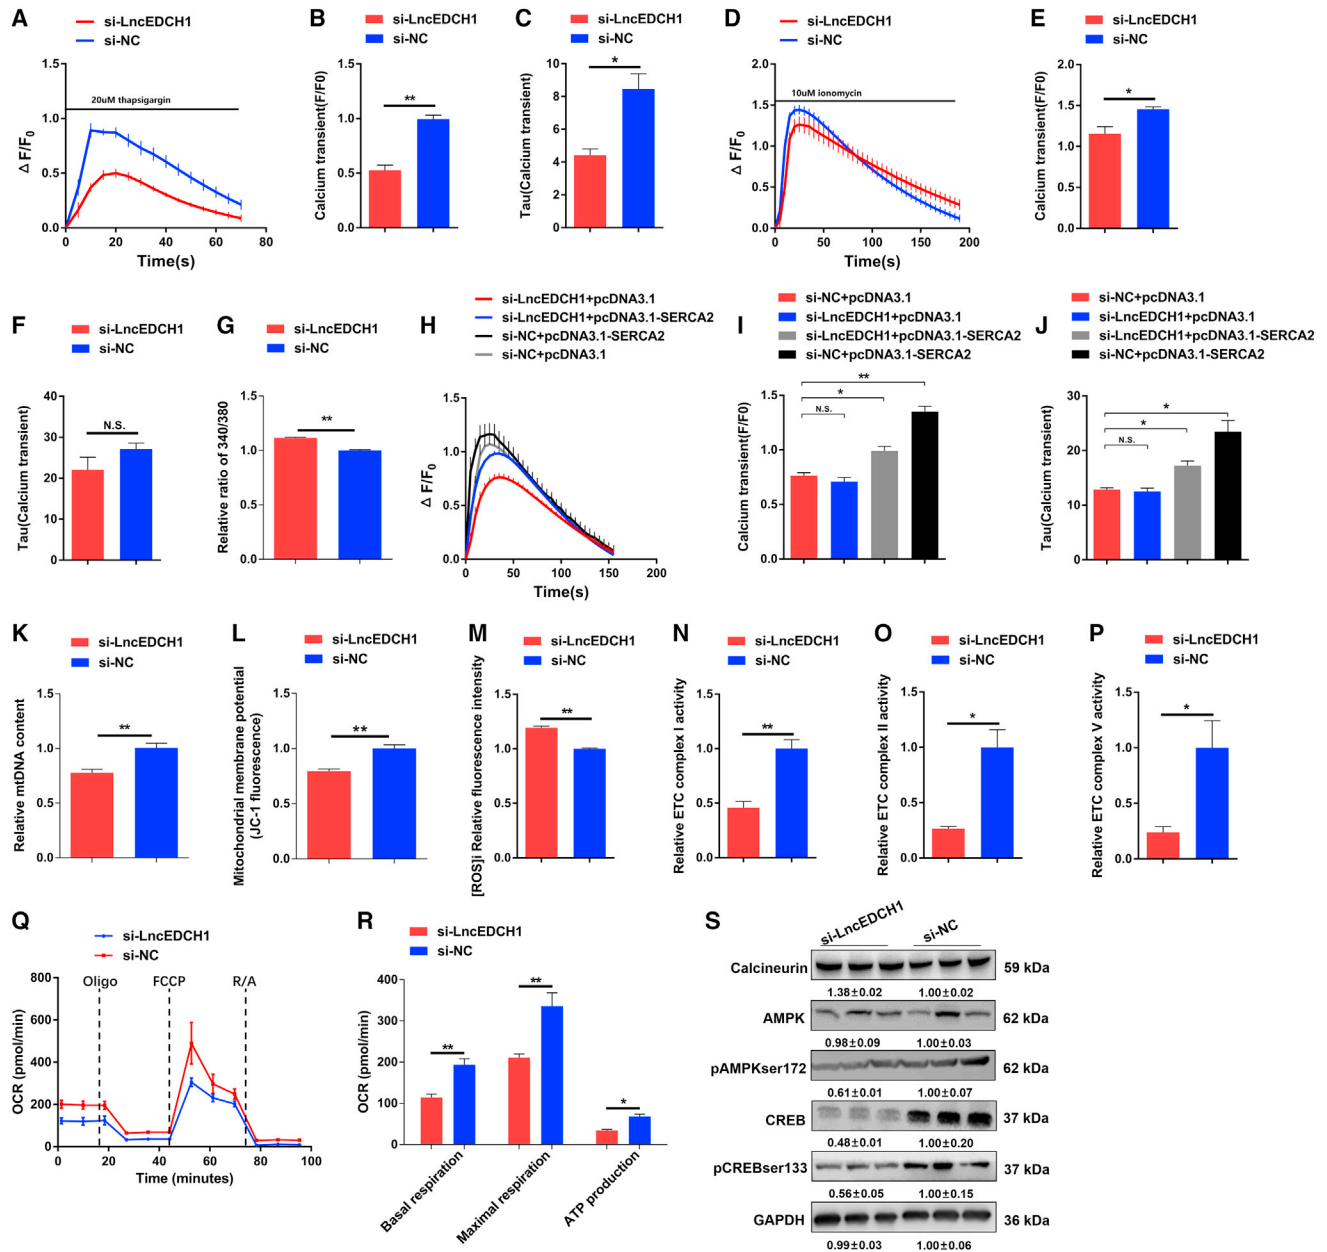 A
si-LncEDCH1
si-NC
1.5
1.0
0.5
0.0
20uM thapsigargin
Δ F/F0
0
20
40
60
80
Time(s)
B
si-LncEDCH1
si-NC
Calcium transient(F/F0)
1.5
1.0
0.5
0.0
**
C
si-LncEDCH1
si-NC
Tau(Calcium transient)
10
8
6
4
2
0
*
D
si-LncEDCH1
si-NC
2.0
1.5
1.0
0.5
0.0
10uM ionomycin
Δ F/F0
0
50
100
150
200
Time(s)
E
si-LncEDCH1
si-NC
Calcium transient(F/F0)
2.0
1.5
1.0
0.5
0.0
*
F
si-LncEDCH1
si-NC
Tau(Calcium transient)
40
30
20
10
0
N.S.
G
si-LncEDCH1
si-NC
Relative ratio of 340/380
1.5
1.0
0.5
0.0
**
H
si-LncEDCH1+pcDNA3.1
si-LncEDCH1+pcDNA3.1-SERCA2
si-NC+pcDNA3.1-SERCA2
si-NC+pcDNA3.1
Δ F/F0
1.5
1.0
0.5
0.0
0
50
100
150
200
Time(s)
I
si-NC+pcDNA3.1
si-LncEDCH1+pcDNA3.1
si-LncEDCH1+pcDNA3.1-SERCA2
si-NC+pcDNA3.1-SERCA2
Calcium transient(F/F0)
1.5
1.0
0.5
0.0
**
*
N.S.
J
si-NC+pcDNA3.1
si-LncEDCH1+pcDNA3.1
si-LncEDCH1+pcDNA3.1-SERCA2
si-NC+pcDNA3.1-SERCA2
Tau(Calcium transient)
30
20
10
0
*
*
N.S.
K
si-LncEDCH1
si-NC
Relative mtDNA content
1.5
1.0
0.5
0.0
**
L
si-LncEDCH1
si-NC
Mitochondrial membrane potential
(JC-1 fluorescence)
1.5
1.0
0.5
0.0
**
M
si-LncEDCH1
si-NC
[ROS]i Relative fluorescence intensity
1.5
1.0
0.5
0.0
**
N
si-LncEDCH1
si-NC
Relative ETC complex I activity
1.5
1.0
0.5
0.0
**
O
si-LncEDCH1
si-NC
Relative ETC complex II activity
1.5
1.0
0.5
0.0
*
P
si-LncEDCH1
si-NC
Relative ETC complex V activity
1.5
1.0
0.5
0.0
*
Q
si-LncEDCH1
si-NC
Oligo
FCCP
R/A
OCR (pmol/min)
800
600
400
200
0
0
20
40
60
80
100
Time (minutes)
R
si-LncEDCH1
si-NC
OCR (pmol/min)
400
300
200
100
0
**
**
*
Basal respiration
Maximal respiration
ATP production
S
si-LncEDCH1
si-NC
Calcineurin
59 kDa
1.38±0.02 1.00±0.02
AMPK
62 kDa
0.98±0.09 1.00±0.03
pAMPKser172
62 kDa
0.61±0.01 1.00±0.07
CREB
37 kDa
0.48±0.01 1.00±0.20
pCREBser133
37 kDa
0.56±0.05 1.00±0.15
GAPDH
36 kDa
0.99±0.03 1.00±0.06